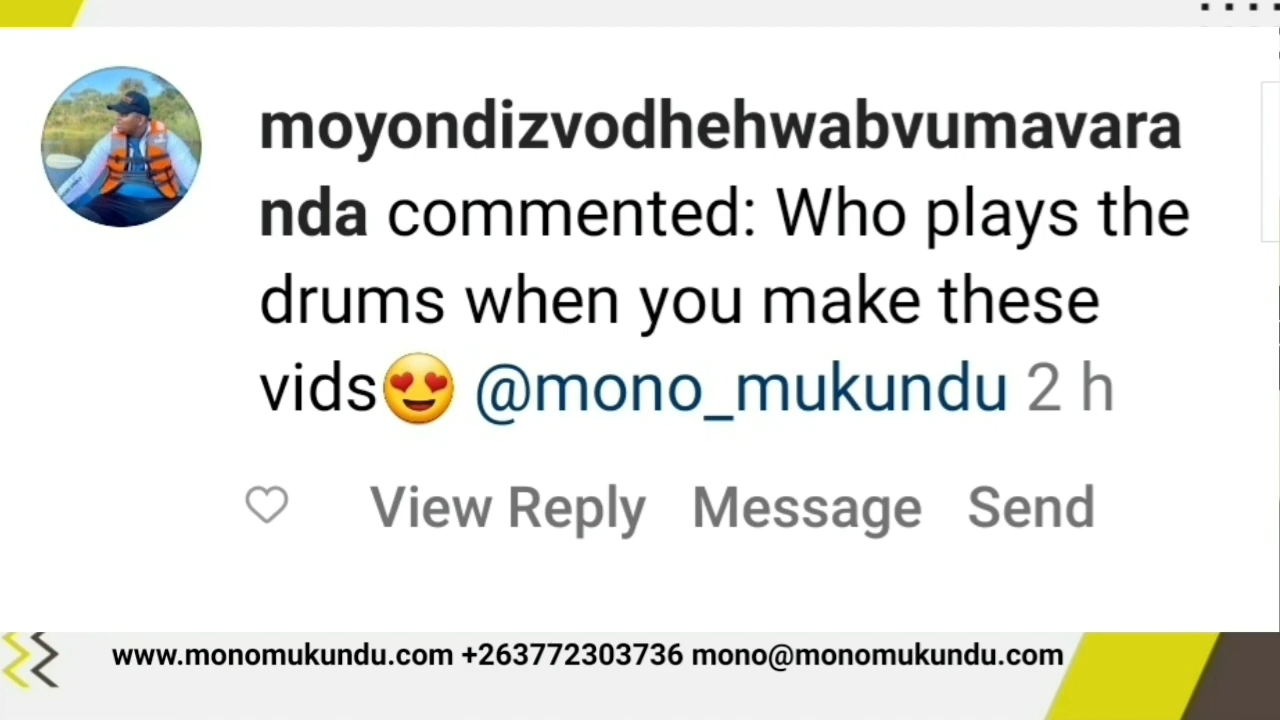 moyondizvodhehwabvumavara
nda commented: Who plays the
drums when you make these
vids😍 @mono_mukundu 2 h
View Reply Message Send
www.monomukundu.com +263772303736 mono@monomukundu.com